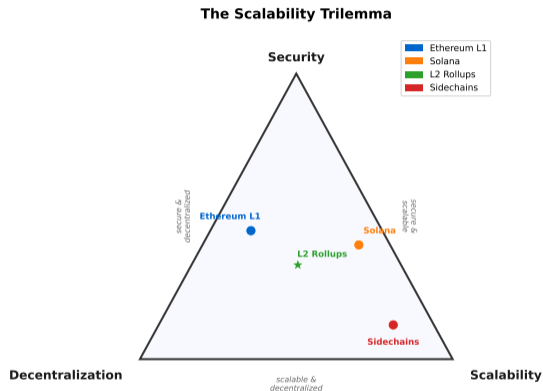 The Scalability Trilemma
Security
Ethereum L1
Solana
L2 Rollups
Sidechains
secure &
decentralized
secure &
scalable
Ethereum L1
Solana
L2 Rollups
Sidechains
Decentralization
Scalability
scalable &
decentralized